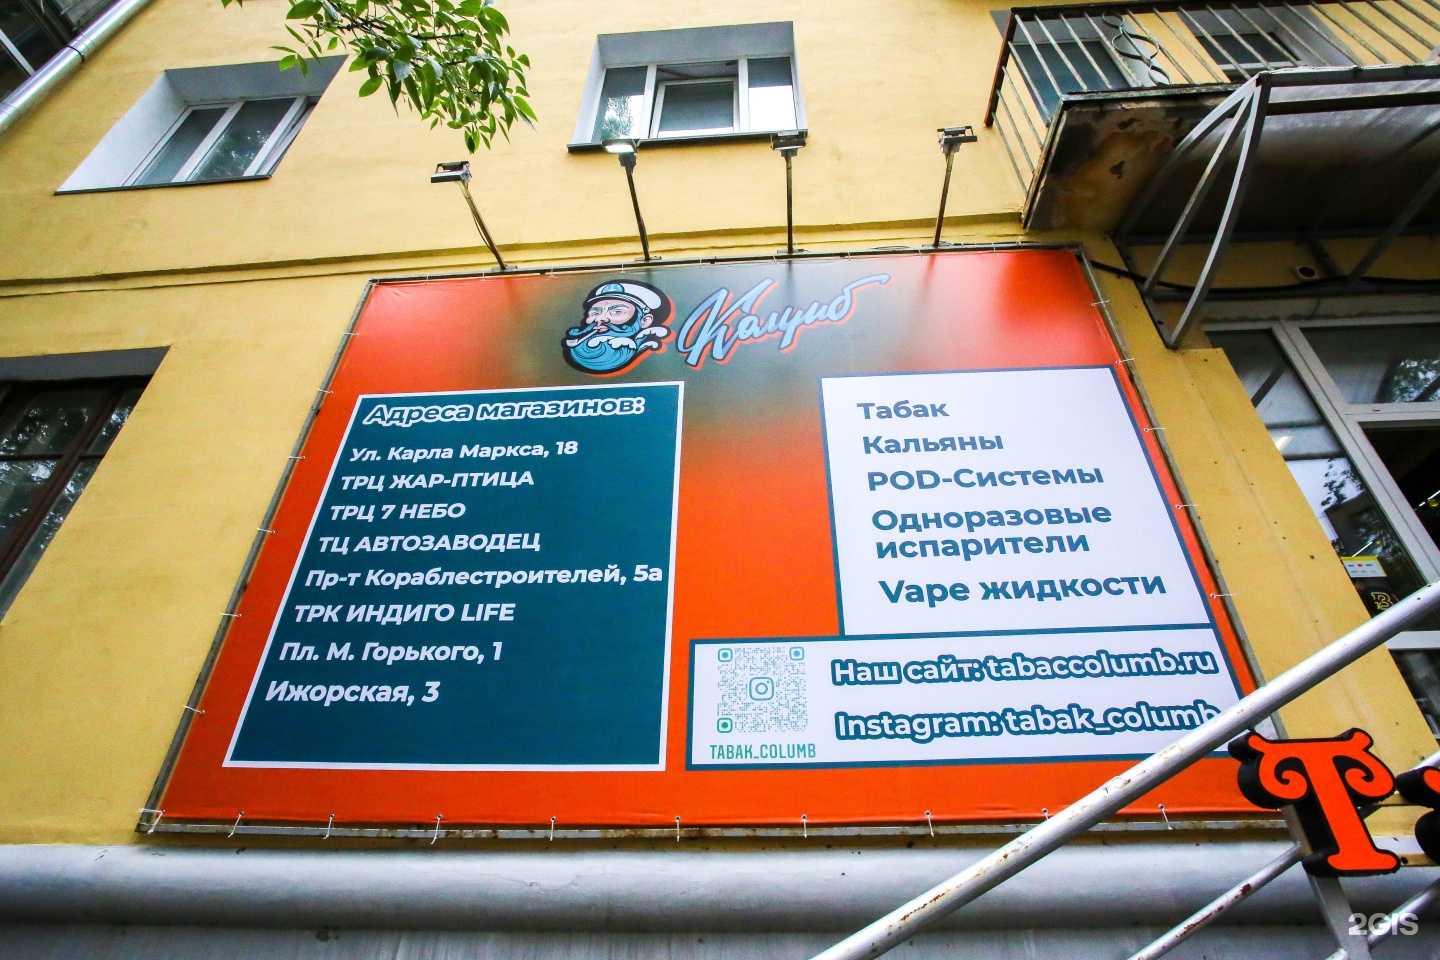 Калумб
Адреса магазинов:
Ул. Карла Маркса, 18
ТРЦ ЖАР-ПТИЦА
ТРЦ 7 НЕБО
ТЦ АВТОЗАВОДЕЦ
Пр-т Кораблестроителей, 5а
ТРК ИНДИГО LIFE
Пл. М. Горького, 1
Ижорская, 3
Табак
Кальяны
POD-Системы
Одноразовые
испарители
Vape жидкости
TABAK_COLUMB
Наш сайт: tabaccolumb.ru
Instagram: tabak_columb
Т
2GIS